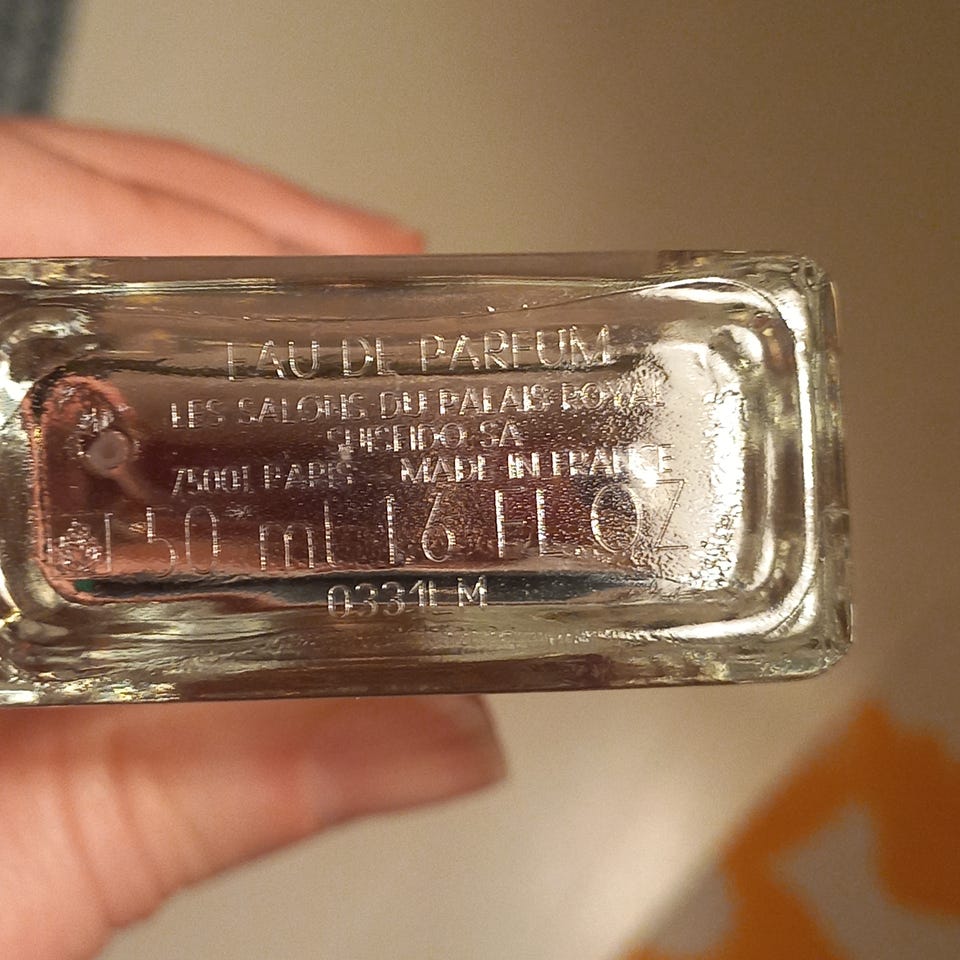 EAU DE PARFUM
LES SALONS DU PALAIS ROYAL
SHISEIDO SA
75001 PARIS MADE IN FRANCE
50 mL 1.6 FL.OZ